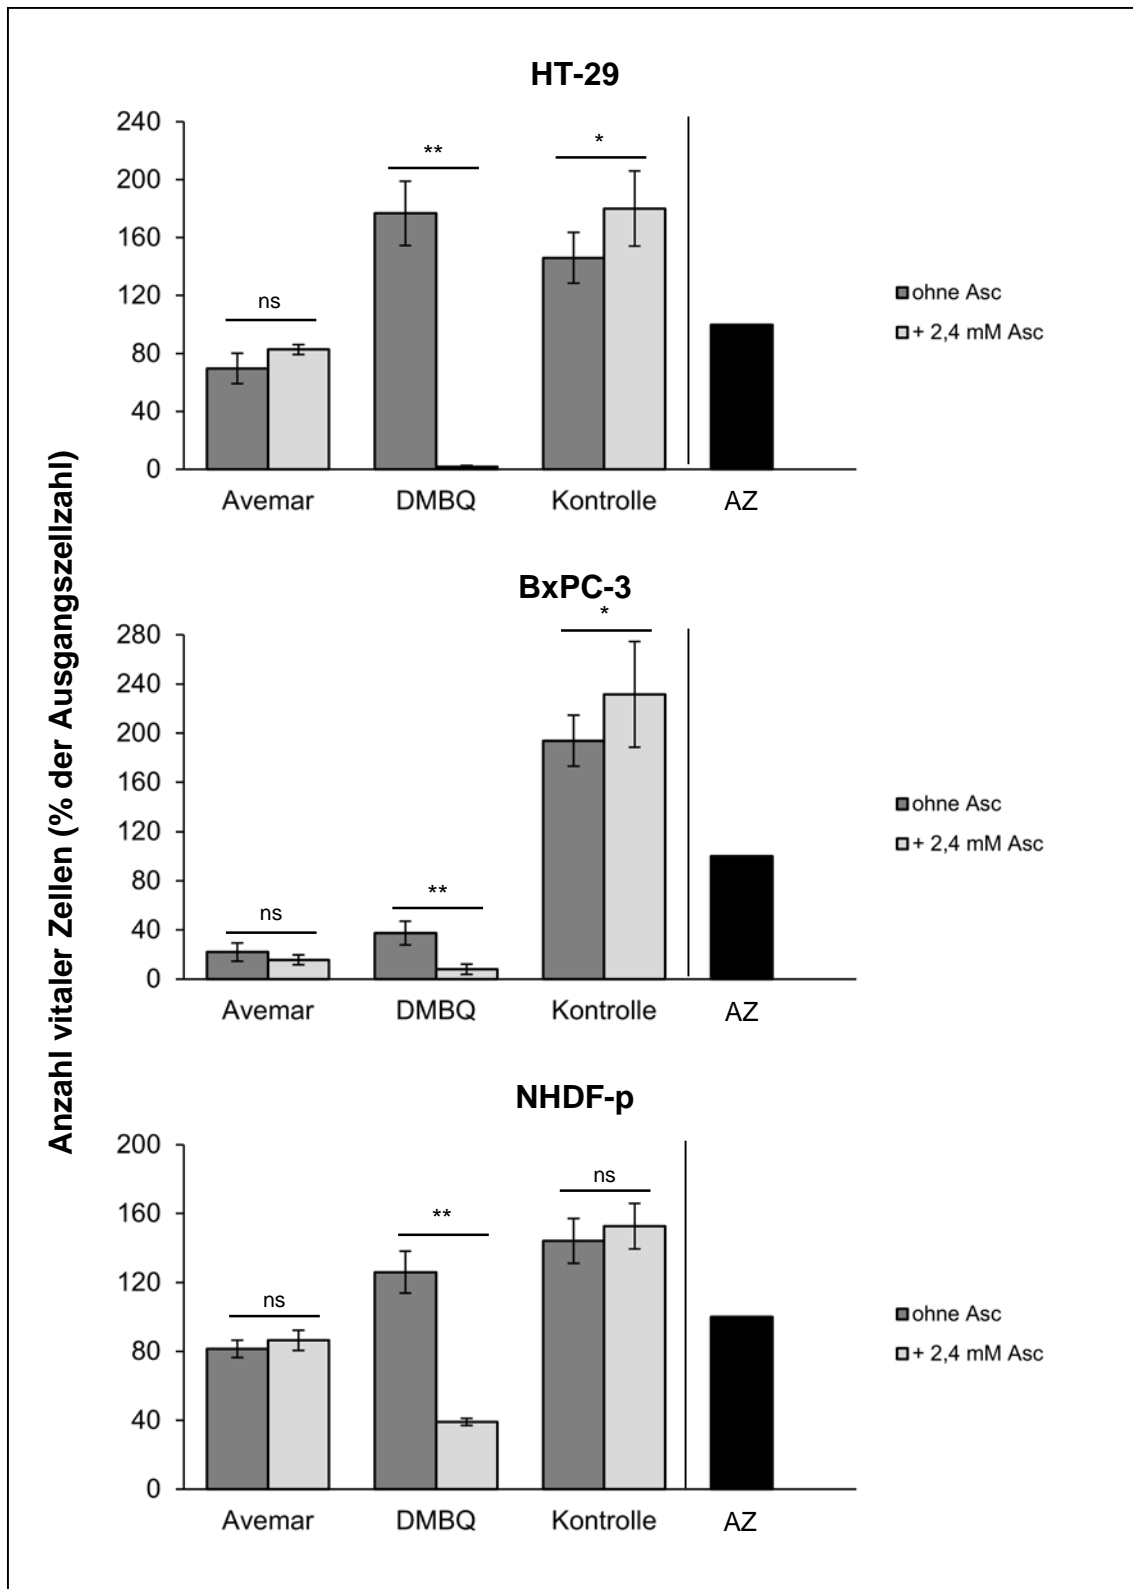 Anzahl vitaler Zellen (% der Ausgangszellzahl)
HT-29
240
200
160
120
80
40
0
ns
**
*
Avemar DMBQ Kontrolle AZ
ohne Asc
+ 2,4 mM Asc
BxPC-3
280
240
200
160
120
80
40
0
ns
**
*
Avemar DMBQ Kontrolle AZ
ohne Asc
+ 2,4 mM Asc
NHDF-p
200
160
120
80
40
0
ns
**
ns
Avemar DMBQ Kontrolle AZ
ohne Asc
+ 2,4 mM Asc